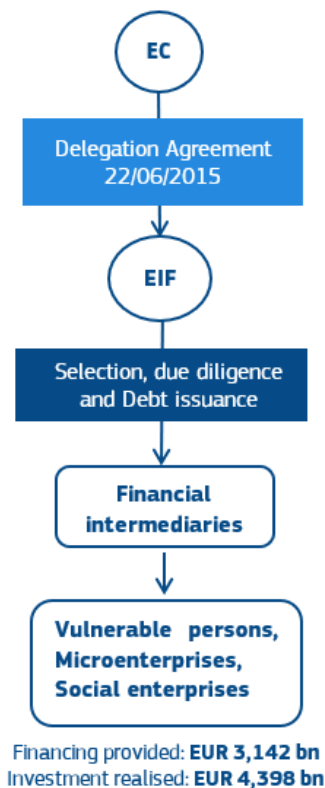 EC
Delegation Agreement
22/06/2015
EIF
Selection, due diligence
and Debt issuance
Financial
intermediaries
Vulnerable persons,
Microenterprises,
Social enterprises
Financing provided: EUR 3,142 bn
Investment realised: EUR 4,398 bn